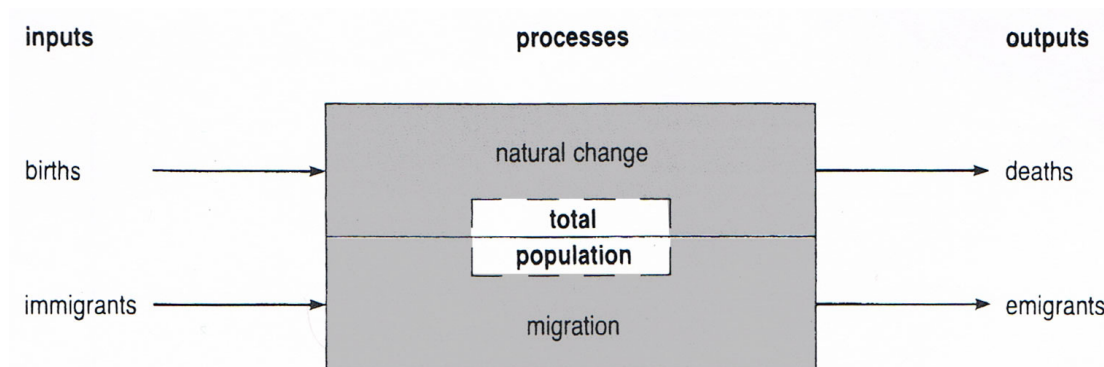 inputs processes outputs
natural change
births deaths
total
population
immigrants emigrants
migration